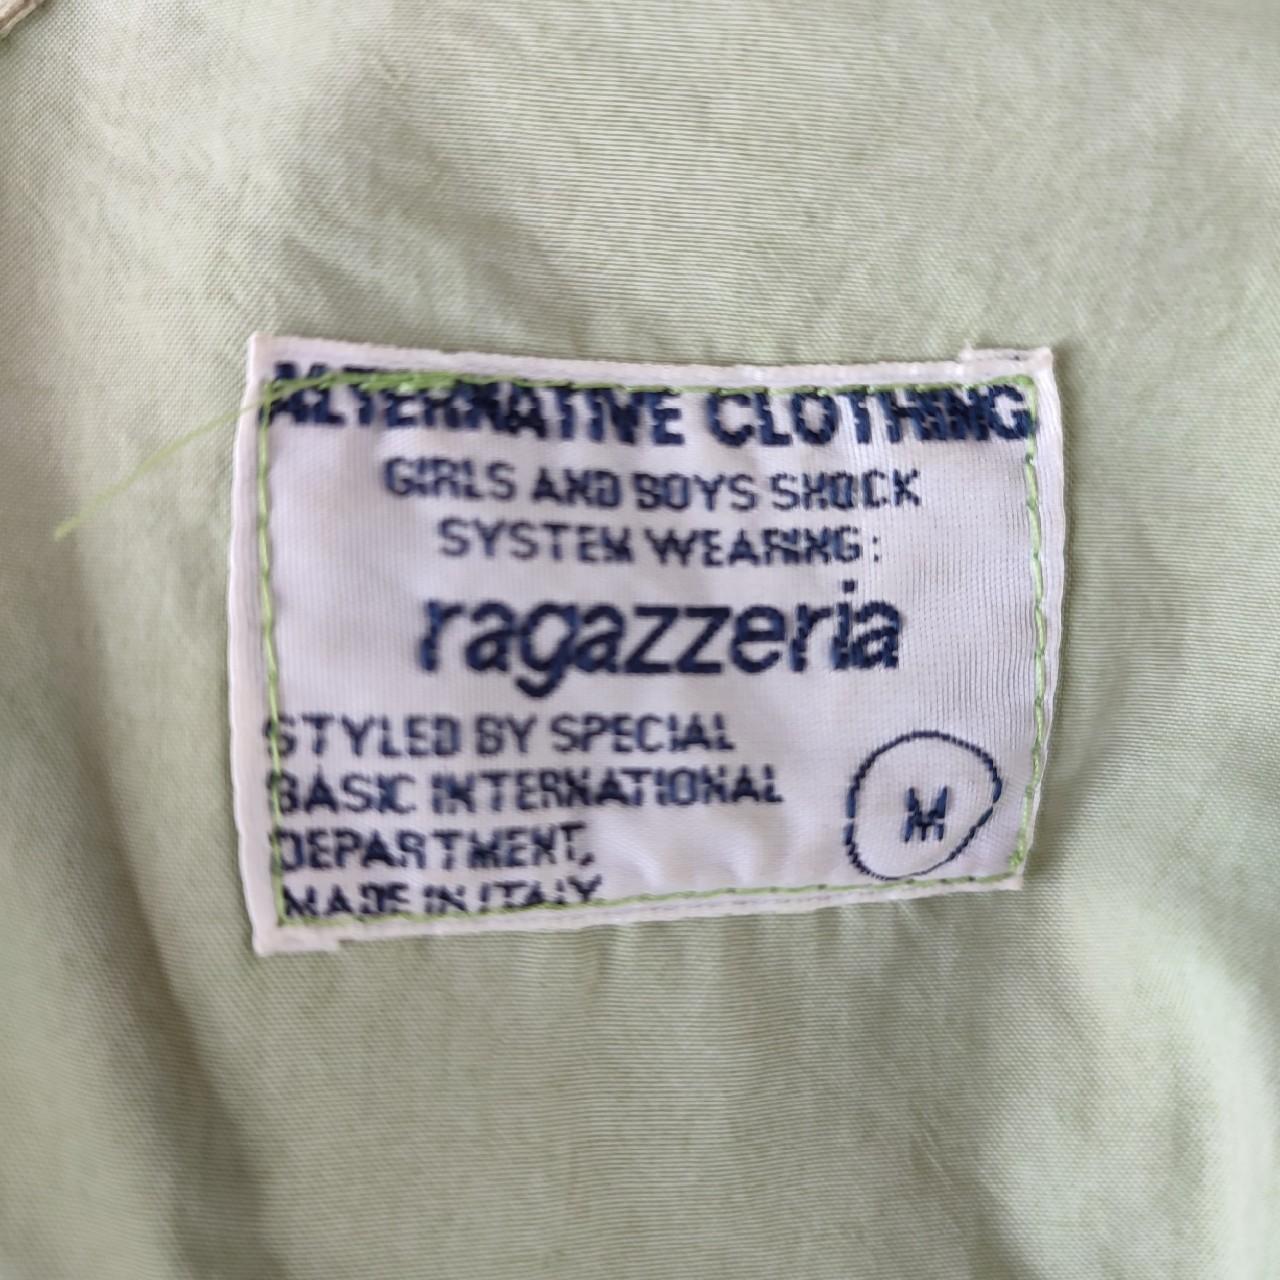 ALTERNATIVE CLOTHING
GIRLS AND BOYS SHOCK
SYSTEM WEARING:
ragazzeria
STYLED BY SPECIAL
BASIC INTERNATIONAL
DEPARTMENT,
MADE IN ITALY
M